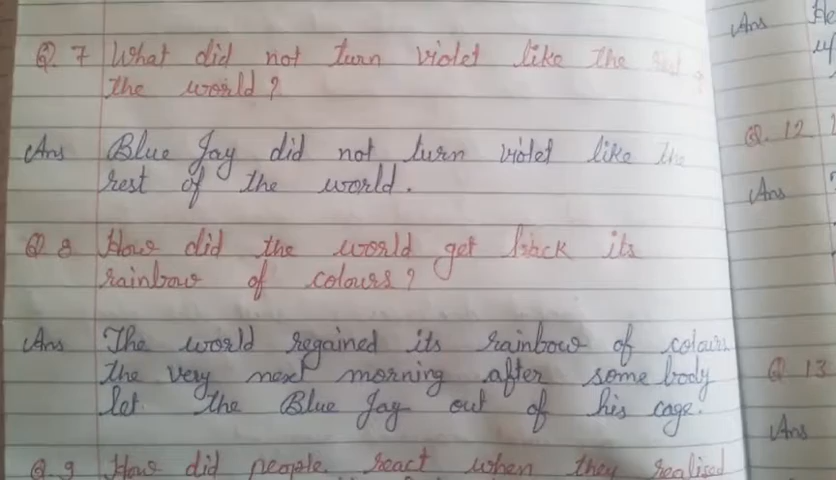 Q. 7 What did not turn violet like the rest
the world?
Ans Blue Jay did not turn violet like the
rest of the world.
Q 8 How did the world get back its
rainbow of colours?
Ans The world regained its rainbow of colours
the very next morning after some body
let the Blue Jay out of his cage.
Q. 9 How did people react when they realised
Ans
Q. 12
Ans
Q 13
Ans